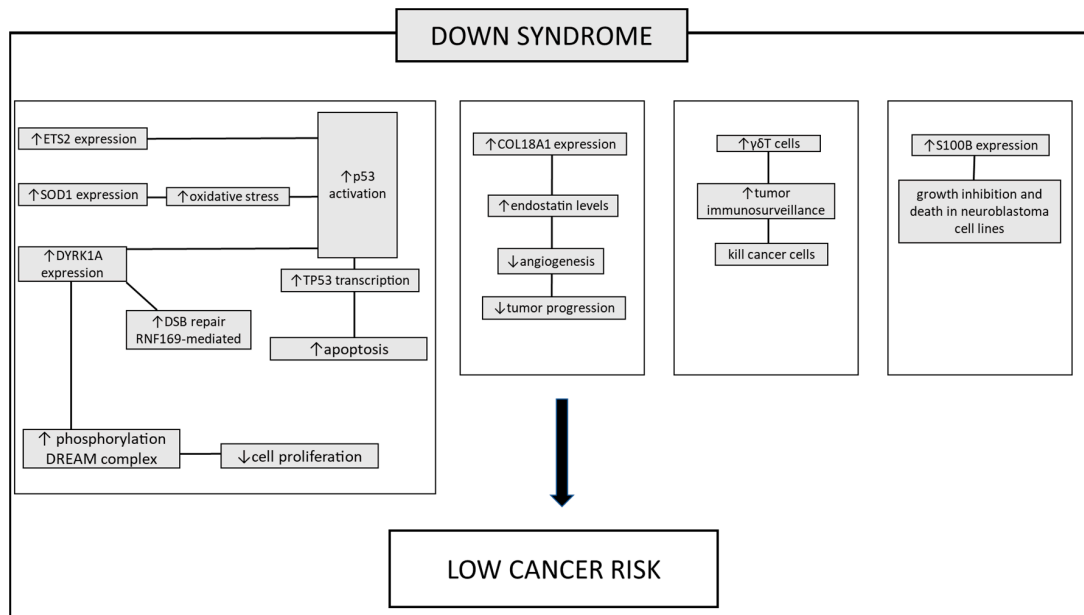 DOWN SYNDROME
↑ETS2 expression
↑SOD1 expression
↑oxidative stress
↑p53
activation
↑DYRK1A
expression
↑TP53 transcription
↑DSB repair
RNF169-mediated
↑apoptosis
↑ phosphorylation
DREAM complex
↓cell proliferation
↑COL18A1 expression
↑endostatin levels
↓angiogenesis
↓tumor progression
↑γδT cells
↑tumor
immunosurveillance
kill cancer cells
↑S100B expression
growth inhibition and
death in neuroblastoma
cell lines
LOW CANCER RISK